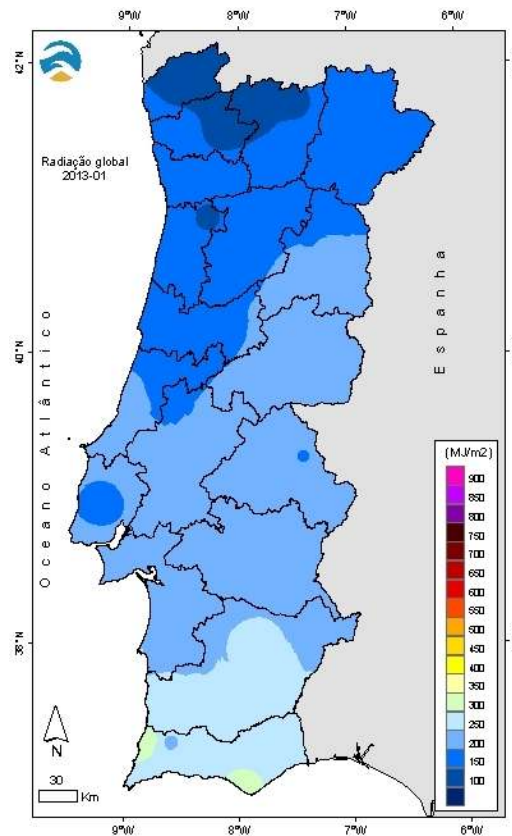 9°W 8°W 7°W 6°W
42°N
Radiação global
2013-01
Oceano Atlântico
Espanha
40°N
38°N
(MJ/m2)
900
850
800
750
700
650
600
550
500
450
400
350
300
250
200
150
100
N
30
Km
9°W 8°W 7°W 6°W